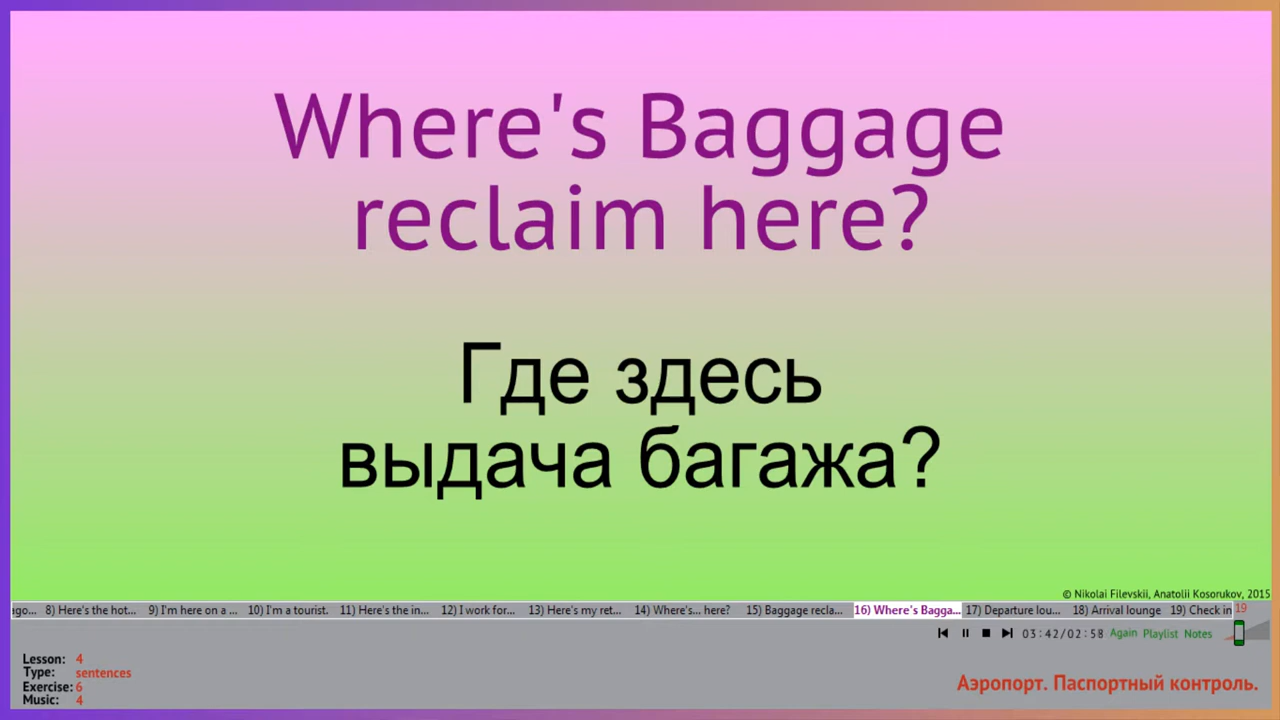 Where's Baggage
reclaim here?
Где здесь
выдача багажа?
© Nikolai Filevskii, Anatolii Kosorukov, 2015
ago... 8) Here's the hot... 9) I'm here on a ... 10) I'm a tourist. 11) Here's the in... 12) I work for... 13) Here's my ret... 14) Where's... here? 15) Baggage recla... 16) Where's Bagga... 17) Departure lou... 18) Arrival lounge 19) Check in 19
03:42/02:58 Again Playlist Notes
Lesson: 4
Type: sentences
Exercise: 6
Music: 4
Аэропорт. Паспортный контроль.